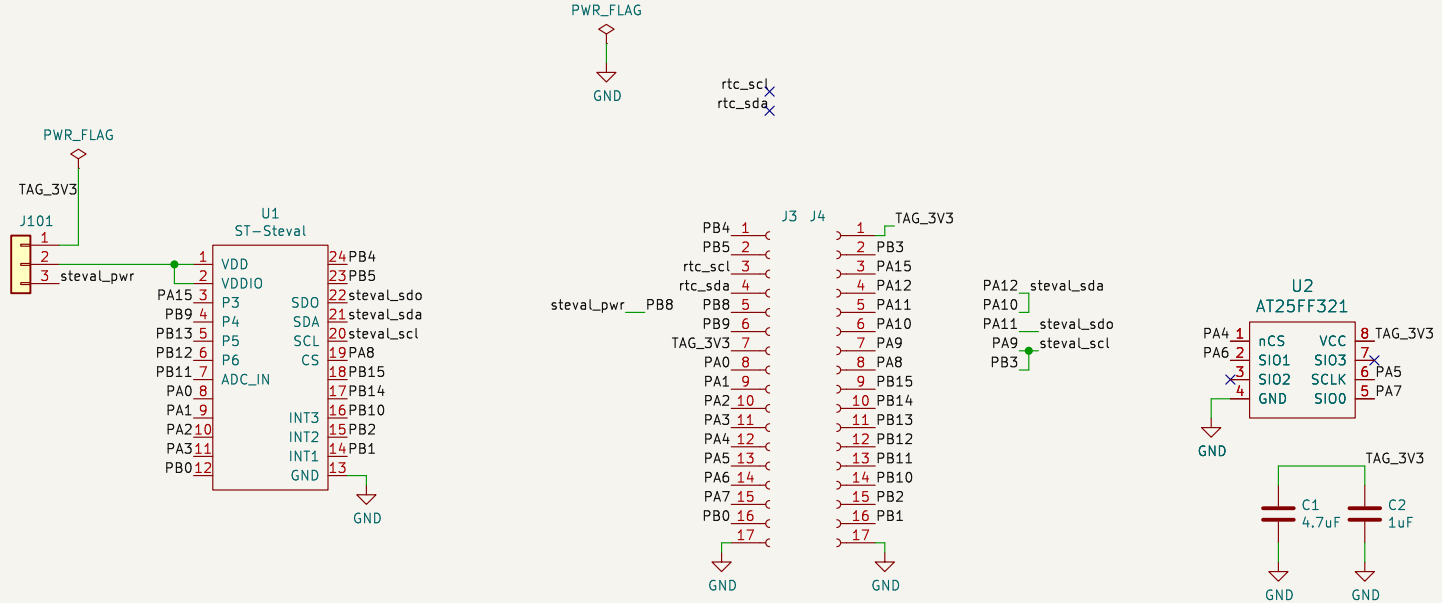 PWR_FLAG
GND
rtc_scl
rtc_sda
PWR_FLAG
TAG_3V3
J101
1
2
3 steval_pwr
U1
ST-Steval
1 VDD 24 PB4
2 VDDIO 23 PB5
PA15 3 P3 SDO 22 steval_sdo
PB9 4 P4 SDA 21 steval_sda
PB13 5 P5 SCL 20 steval_scl
PB12 6 P6 CS 19 PA8
PB11 7 ADC_IN 18 PB15
PA0 8 17 PB14
PA1 9 INT3 16 PB10
PA2 10 INT2 15 PB2
PA3 11 INT1 14 PB1
PB0 12 GND 13
GND
steval_pwr PB8
J3 J4
PB4 1 1 TAG_3V3
PB5 2 2 PB3
rtc_scl 3 3 PA15
rtc_sda 4 4 PA12
PB8 5 5 PA11
PB9 6 6 PA10
TAG_3V3 7 7 PA9
PA0 8 8 PA8
PA1 9 9 PB15
PA2 10 10 PB14
PA3 11 11 PB13
PA4 12 12 PB12
PA5 13 13 PB11
PA6 14 14 PB10
PA7 15 15 PB2
PB0 16 16 PB1
17 17
GND GND
PA12 steval_sda
PA10
PA11 steval_sdo
PA9 steval_scl
PB3
U2
AT25FF321
PA4 1 nCS VCC 8 TAG_3V3
PA6 2 SIO1 SIO3 7
3 SIO2 SCLK 6 PA5
4 GND SIO0 5 PA7
GND
TAG_3V3
C1 C2
4.7uF 1uF
GND GND